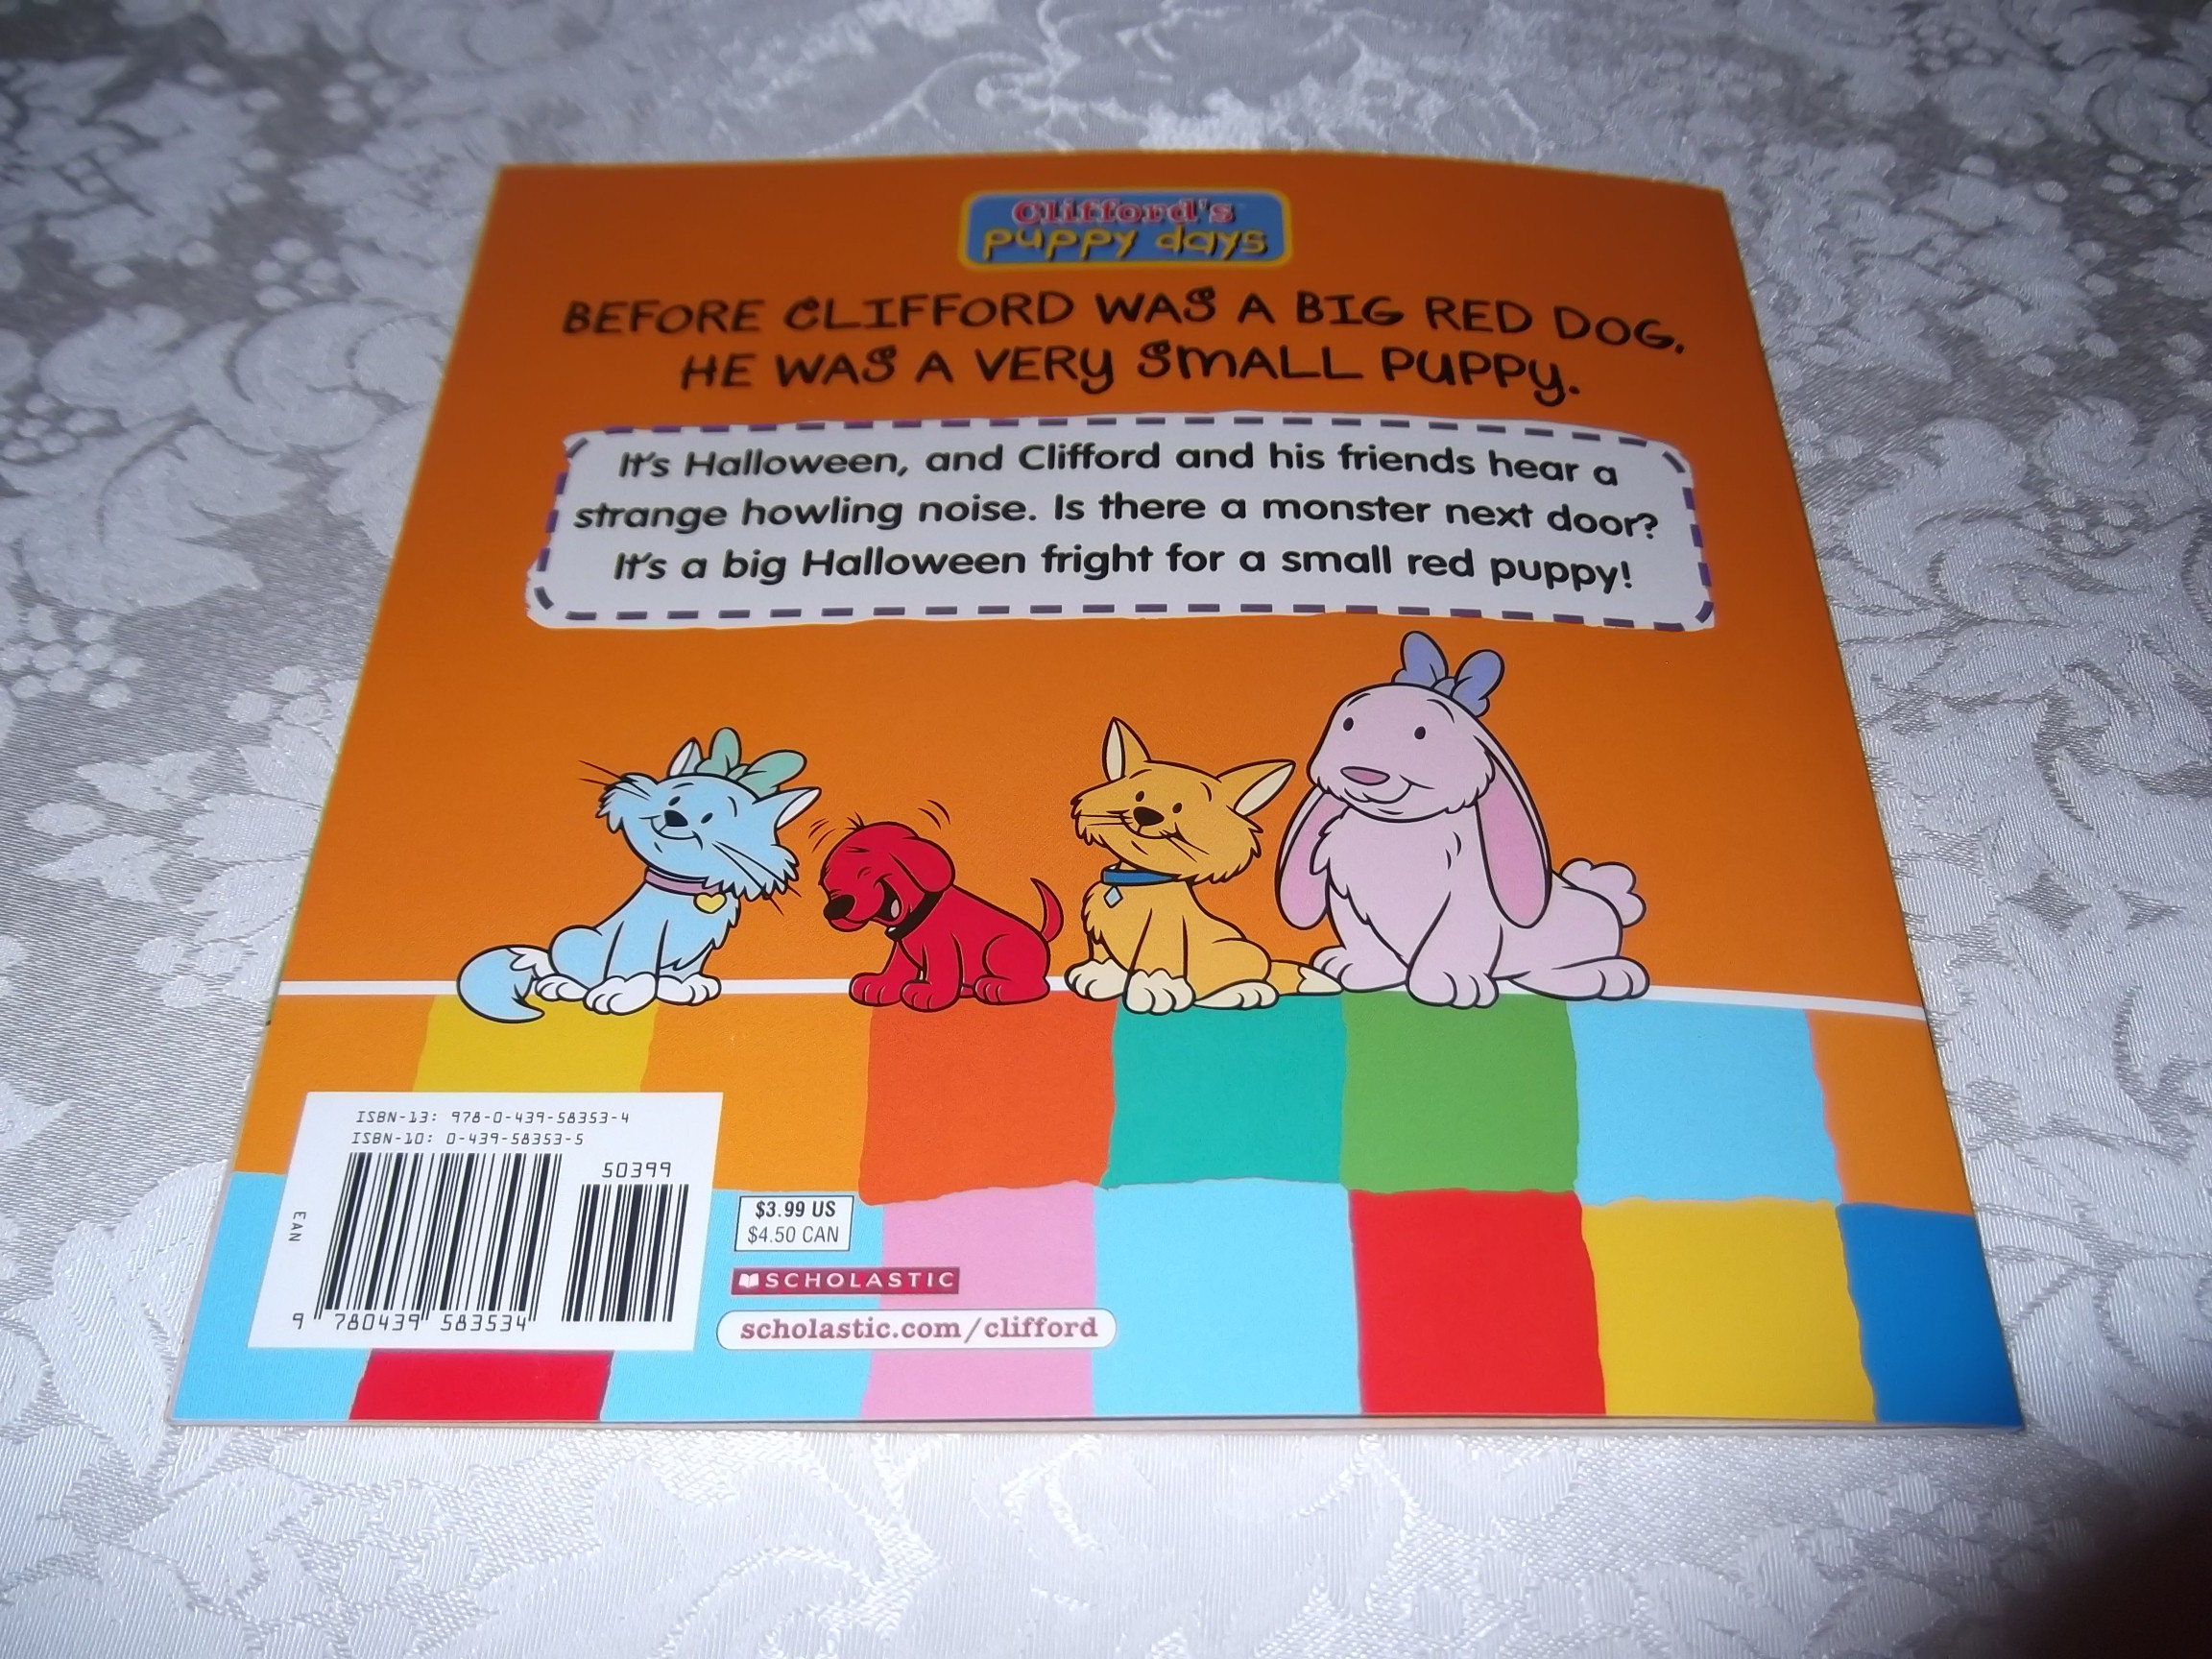 Clifford's
puppy days
BEFORE CLIFFORD WAS A BIG RED DOG,
HE WAS A VERY SMALL PUPPY.
It's Halloween, and Clifford and his friends hear a
strange howling noise. Is there a monster next door?
It's a big Halloween fright for a small red puppy!
ISBN-13: 978-0-439-58353-4
ISBN-10: 0-439-58353-5
50399
EAN
9 780439 583534
$3.99 US
$4.50 CAN
SCHOLASTIC
scholastic.com/clifford